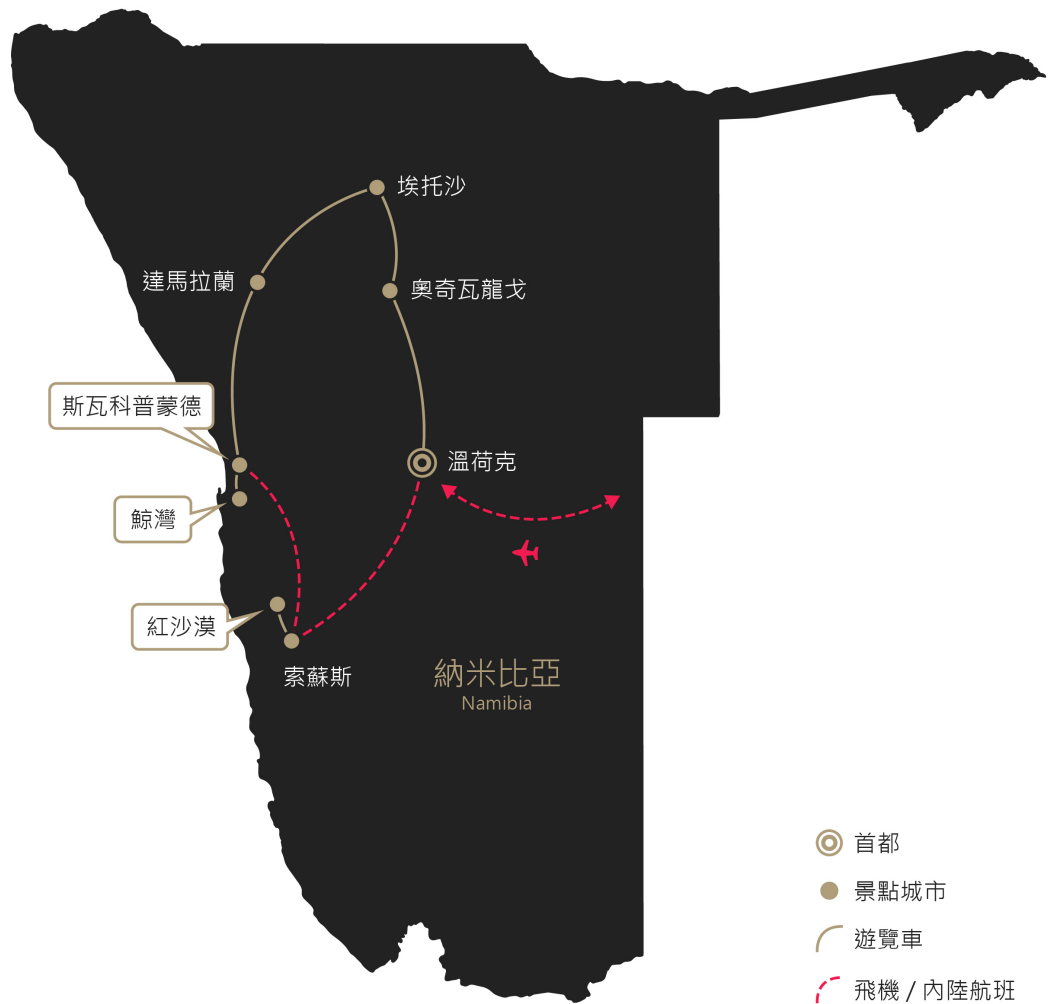 埃托沙
達馬拉蘭
奧奇瓦龍戈
斯瓦科普蒙德
溫荷克
鯨灣
紅沙漠
索蘇斯
納米比亞
Namibia
首都
景點城市
遊覽車
飛機 / 內陸航班